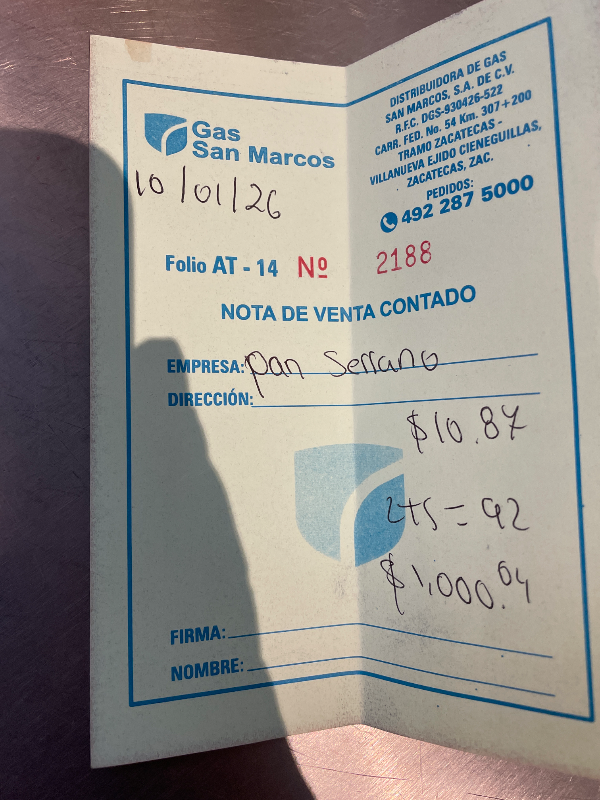 Gas
San Marcos
DISTRIBUIDORA DE GAS
SAN MARCOS, S.A. DE C.V.
R.F.C. DGS-930426-522
CARR. FED. No. 54 Km. 307+200
TRAMO ZACATECAS -
VILLANUEVA EJIDO CIENEGUILLAS,
ZACATECAS, ZAC.
PEDIDOS:
492 287 5000
10/01/26
Folio AT - 14 Nº 2188
NOTA DE VENTA CONTADO
EMPRESA: pan Serrano
DIRECCIÓN:
$10.87
LTS = 92
$1,000.04
FIRMA:
NOMBRE: